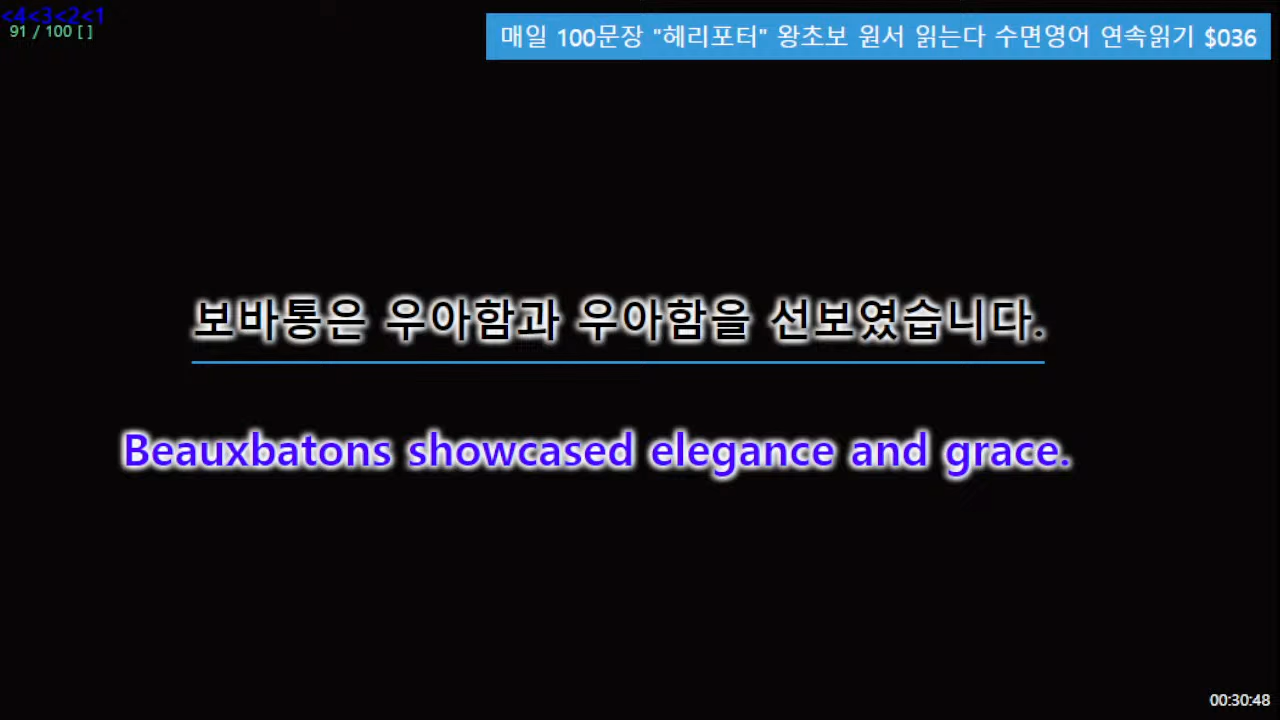 <4<3<2<1
91 / 100 [ ]
매일 100문장 "헤리포터" 왕초보 원서 읽는다 수면영어 연속읽기 $036
보바통은 우아함과 우아함을 선보였습니다.
Beauxbatons showcased elegance and grace.
00:30:48